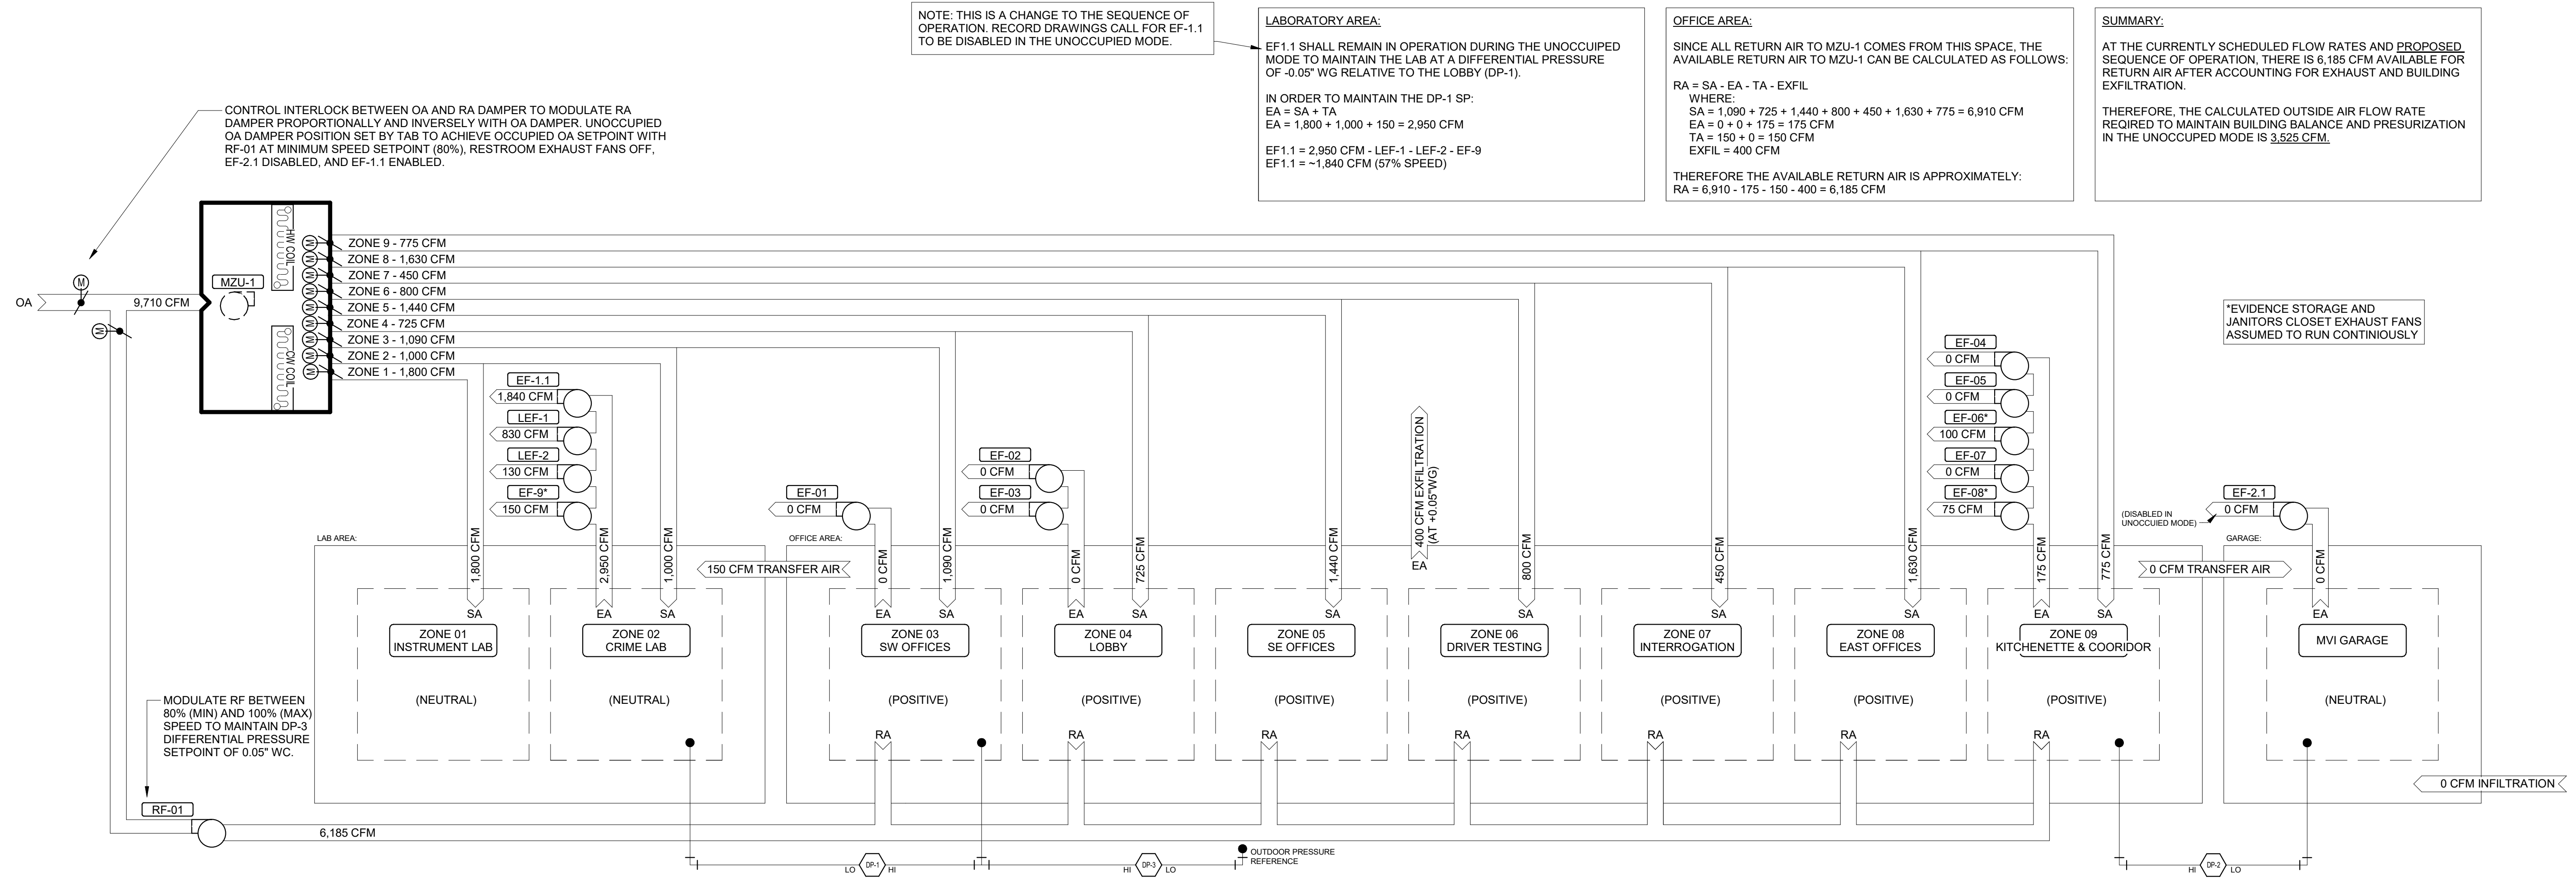 NOTE: THIS IS A CHANGE TO THE SEQUENCE OF
OPERATION. RECORD DRAWINGS CALL FOR EF-1.1
TO BE DISABLED IN THE UNOCCUPIED MODE.
LABORATORY AREA:
EF1.1 SHALL REMAIN IN OPERATION DURING THE UNOCCUIPED
MODE TO MAINTAIN THE LAB AT A DIFFERENTIAL PRESSURE
OF -0.05" WG RELATIVE TO THE LOBBY (DP-1).
IN ORDER TO MAINTAIN THE DP-1 SP:
EA = SA + TA
EA = 1,800 + 1,000 + 150 = 2,950 CFM
EF1.1 = 2,950 CFM - LEF-1 - LEF-2 - EF-9
EF1.1 = ~1,840 CFM (57% SPEED)
OFFICE AREA:
SINCE ALL RETURN AIR TO MZU-1 COMES FROM THIS SPACE, THE
AVAILABLE RETURN AIR TO MZU-1 CAN BE CALCULATED AS FOLLOWS:
RA = SA - EA - TA - EXFIL
WHERE:
SA = 1,090 + 725 + 1,440 + 800 + 450 + 1,630 + 775 = 6,910 CFM
EA = 0 + 0 + 175 = 175 CFM
TA = 150 + 0 = 150 CFM
EXFIL = 400 CFM
THEREFORE THE AVAILABLE RETURN AIR IS APPROXIMATELY:
RA = 6,910 - 175 - 150 - 400 = 6,185 CFM
SUMMARY:
AT THE CURRENTLY SCHEDULED FLOW RATES AND PROPOSED
SEQUENCE OF OPERATION, THERE IS 6,185 CFM AVAILABLE FOR
RETURN AIR AFTER ACCOUNTING FOR EXHAUST AND BUILDING
EXFILTRATION.
THEREFORE, THE CALCULATED OUTSIDE AIR FLOW RATE
REQIRED TO MAINTAIN BUILDING BALANCE AND PRESURIZATION
IN THE UNOCCUPED MODE IS 3,525 CFM.
CONTROL INTERLOCK BETWEEN OA AND RA DAMPER TO MODULATE RA
DAMPER PROPORTIONALLY AND INVERSELY WITH OA DAMPER. UNOCCUPIED
OA DAMPER POSITION SET BY TAB TO ACHIEVE OCCUPIED OA SETPOINT WITH
RF-01 AT MINIMUM SPEED SETPOINT (80%), RESTROOM EXHAUST FANS OFF,
EF-2.1 DISABLED, AND EF-1.1 ENABLED.
OA
M
9,710 CFM
M
MZU-1
HW COIL
CW COIL
M
M
M
M
M
M
M
M
M
ZONE 9 - 775 CFM
ZONE 8 - 1,630 CFM
ZONE 7 - 450 CFM
ZONE 6 - 800 CFM
ZONE 5 - 1,440 CFM
ZONE 4 - 725 CFM
ZONE 3 - 1,090 CFM
ZONE 2 - 1,000 CFM
ZONE 1 - 1,800 CFM
*EVIDENCE STORAGE AND
JANITORS CLOSET EXHAUST FANS
ASSUMED TO RUN CONTINIOUSLY
EF-1.1
1,840 CFM
LEF-1
830 CFM
LEF-2
130 CFM
EF-9*
150 CFM
EF-01
0 CFM
EF-02
0 CFM
EF-03
0 CFM
400 CFM EXFILTRATION
(AT +0.05"WG)
EA
EF-04
0 CFM
EF-05
0 CFM
EF-06*
100 CFM
EF-07
0 CFM
EF-08*
75 CFM
EF-2.1
0 CFM
(DISABLED IN
UNOCCUIED MODE)
LAB AREA:
OFFICE AREA:
GARAGE:
1,800 CFM
2,950 CFM
1,000 CFM
150 CFM TRANSFER AIR
0 CFM
1,090 CFM
0 CFM
725 CFM
1,440 CFM
800 CFM
450 CFM
1,630 CFM
175 CFM
775 CFM
0 CFM TRANSFER AIR
0 CFM
SA
EA
SA
EA
SA
EA
SA
SA
SA
SA
SA
EA
SA
EA
ZONE 01
INSTRUMENT LAB
(NEUTRAL)
ZONE 02
CRIME LAB
(NEUTRAL)
ZONE 03
SW OFFICES
(POSITIVE)
ZONE 04
LOBBY
(POSITIVE)
ZONE 05
SE OFFICES
(POSITIVE)
ZONE 06
DRIVER TESTING
(POSITIVE)
ZONE 07
INTERROGATION
(POSITIVE)
ZONE 08
EAST OFFICES
(POSITIVE)
ZONE 09
KITCHENETTE & COORIDOR
(POSITIVE)
MVI GARAGE
(NEUTRAL)
RA
RA
RA
RA
RA
RA
RA
MODULATE RF BETWEEN
80% (MIN) AND 100% (MAX)
SPEED TO MAINTAIN DP-3
DIFFERENTIAL PRESSURE
SETPOINT OF 0.05" WC.
RF-01
6,185 CFM
0 CFM INFILTRATION
LO
DP-1
HI
HI
DP-3
LO
OUTDOOR PRESSURE
REFERENCE
HI
DP-2
LO